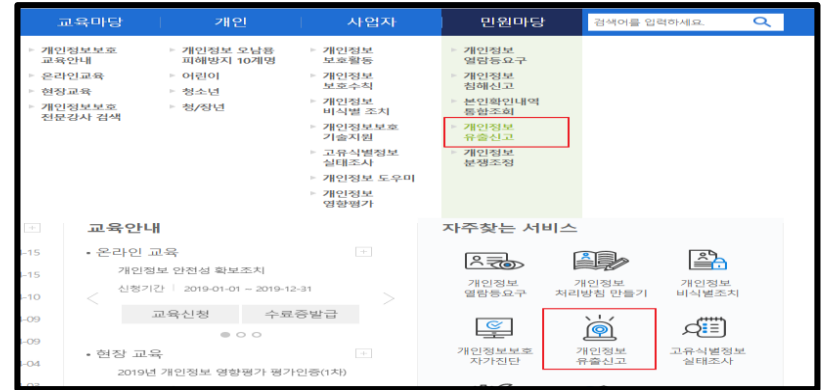 교육마당 개인 사업자 민원마당 검색어를 입력하세요.
개인정보보호
교육안내
온라인교육
현장교육
개인정보보호
전문강사 검색
개인정보 오남용
피해방지 10계명
어린이
청소년
청/장년
개인정보
보호활동
개인정보
보호수칙
개인정보
비식별 조치
개인정보보호
기술지원
고유식별정보
실태조사
개인정보 도우미
개인정보
영향평가
개인정보
열람등요구
개인정보
침해신고
본인확인내역
통합조회
개인정보
유출신고
개인정보
분쟁조정
-15
-15
-10
-09
-09
-04
교육안내
온라인 교육
개인정보 안전성 확보조치
신청기간 2019-01-01 ~ 2019-12-31
교육신청 수료증발급
현장 교육
2019년 개인정보 영향평가 평가인증(1차)
자주찾는 서비스
개인정보
열람등요구
개인정보
처리방침 만들기
개인정보
비식별조치
개인정보보호
자가진단
개인정보
유출신고
고유식별정보
실태조사